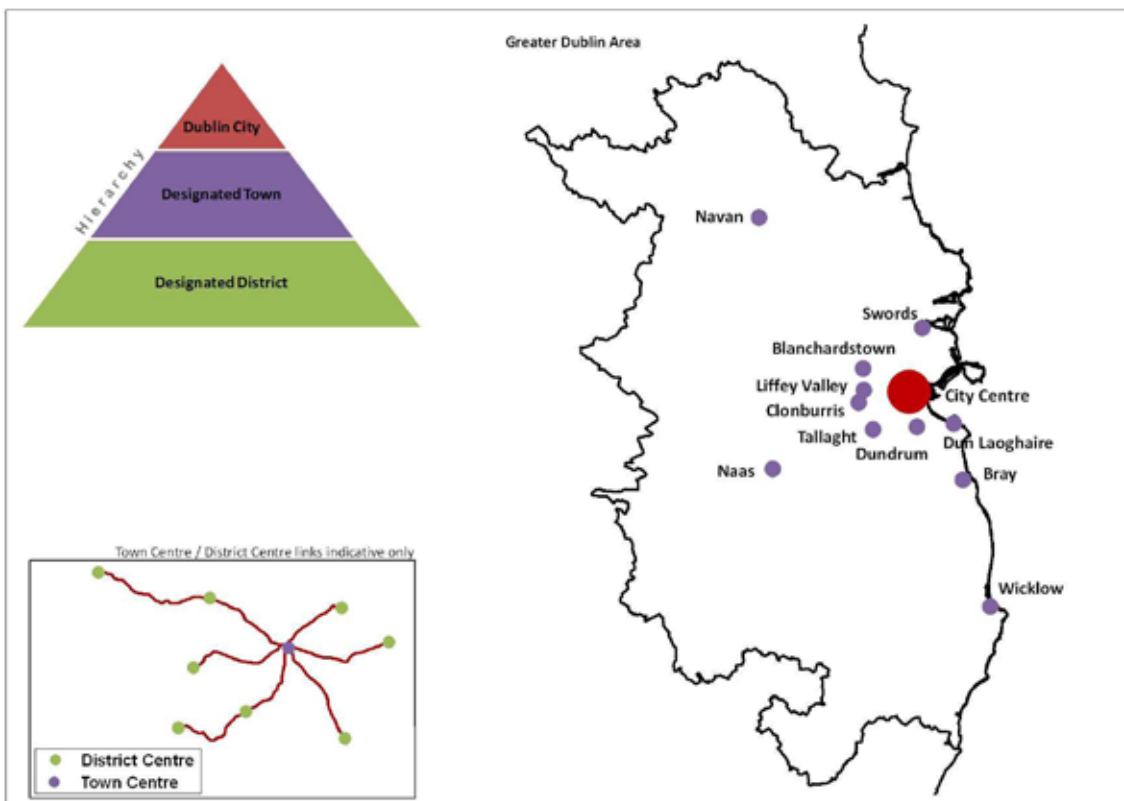 Greater Dublin Area
Hierarchy
Dublin City
Designated Town
Designated District
Navan
Swords
Blanchardstown
Liffey Valley
City Centre
Clonburris
Tallaght
Dun Laoghaire
Dundrum
Naas
Bray
Wicklow
Town Centre / District Centre links indicative only
District Centre
Town Centre